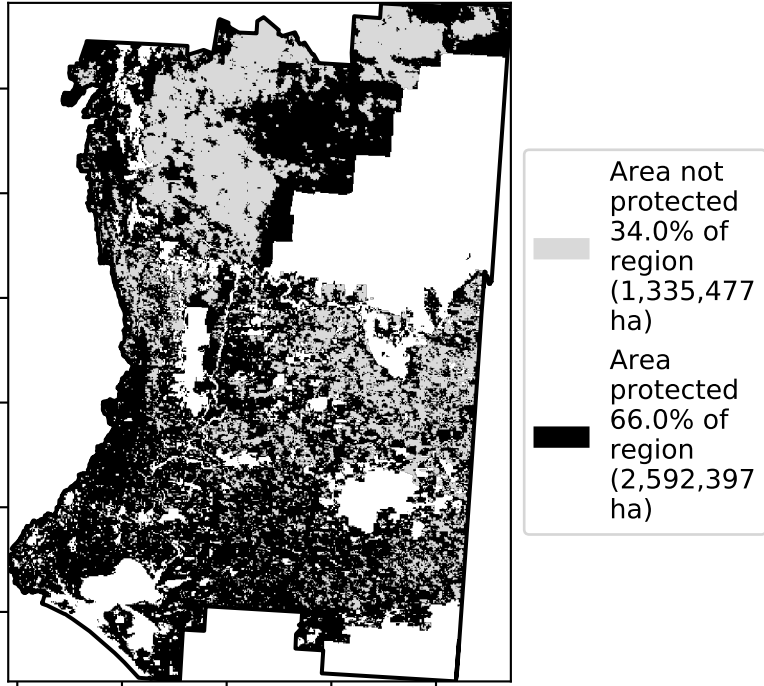 Area not
protected
34.0% of
region
(1,335,477
ha)
Area
protected
66.0% of
region
(2,592,397
ha)